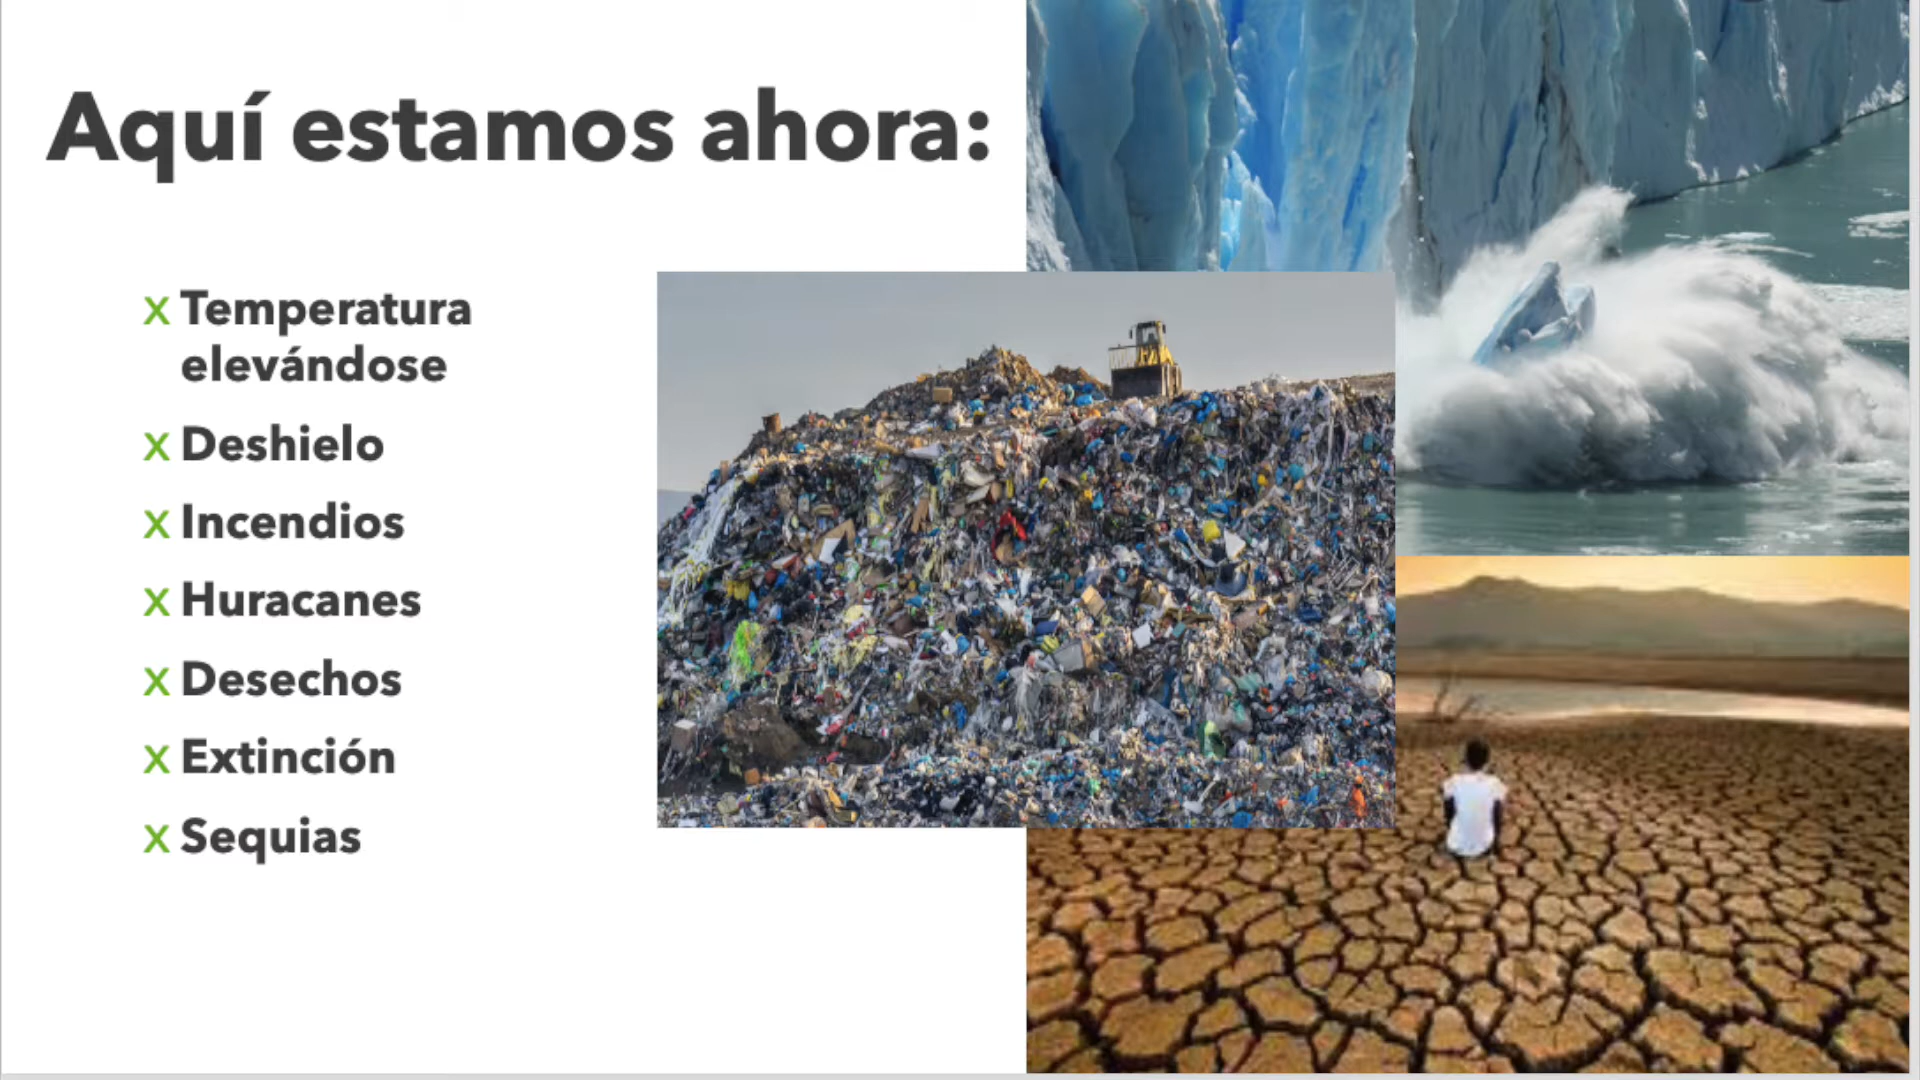 Aquí estamos ahora:
x Temperatura
elevándose
x Deshielo
x Incendios
x Huracanes
x Desechos
x Extinción
x Sequias